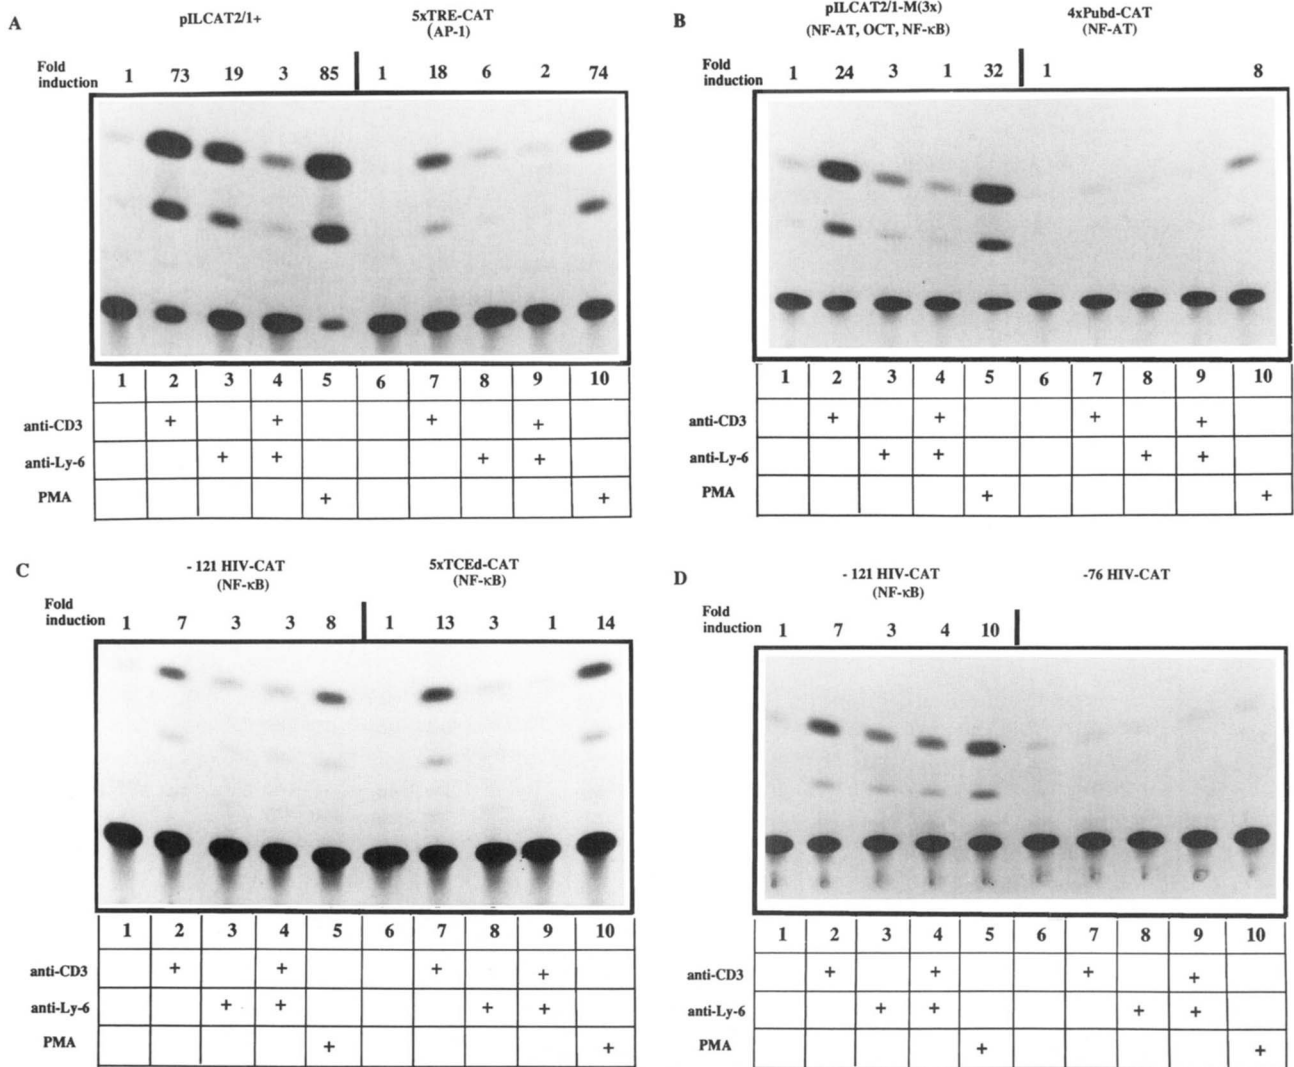 A
pILCAT2/1+ 5xTRE-CAT
(AP-1)
Fold
induction 1 73 19 3 85 1 18 6 2 74
1 2 3 4 5 6 7 8 9 10
anti-CD3 + + + +
anti-Ly-6 + + + +
PMA + +
B
pILCAT2/1-M(3x) 4xPubd-CAT
(NF-AT, OCT, NF-κB) (NF-AT)
Fold
induction 1 24 3 1 32 1 8
1 2 3 4 5 6 7 8 9 10
anti-CD3 + + + +
anti-Ly-6 + + + +
PMA + +
C
- 121 HIV-CAT 5xTCEd-CAT
(NF-κB) (NF-κB)
Fold
induction 1 7 3 3 8 1 13 3 1 14
1 2 3 4 5 6 7 8 9 10
anti-CD3 + + + +
anti-Ly-6 + + + +
PMA + +
D
- 121 HIV-CAT -76 HIV-CAT
(NF-κB)
Fold
induction 1 7 3 4 10
1 2 3 4 5 6 7 8 9 10
anti-CD3 + + + +
anti-Ly-6 + + + +
PMA + +